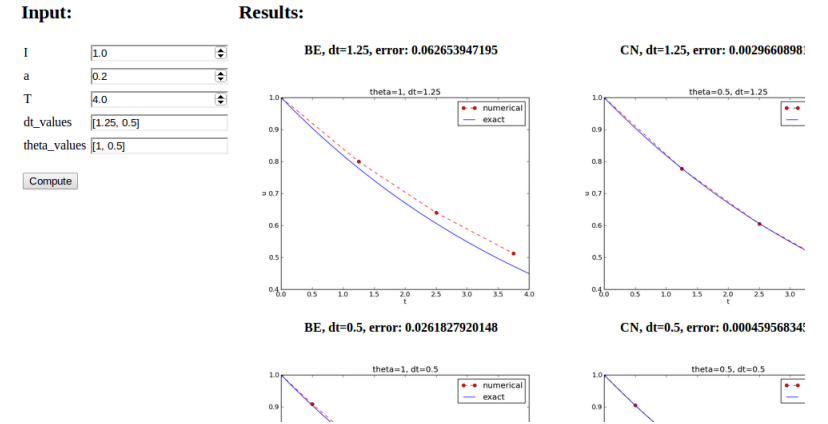 Input:
Results:
I 1.0
a 0.2
T 4.0
dt_values [1.25, 0.5]
theta_values [1, 0.5]
Compute
BE, dt=1.25, error: 0.062653947195
theta=1, dt=1.25
numerical
exact
1.0
0.9
0.8
0.7
0.6
0.5
0.4
u
0.0 0.5 1.0 1.5 2.0 2.5 3.0 3.5 4.0
t
CN, dt=1.25, error: 0.0029660898
theta=0.5, dt=1.25
1.0
0.9
0.8
0.7
0.6
0.5
0.4
u
0.0 0.5 1.0 1.5 2.0 2.5 3.0
t
BE, dt=0.5, error: 0.0261827920148
theta=1, dt=0.5
numerical
exact
1.0
0.9
CN, dt=0.5, error: 0.00045956834
theta=0.5, dt=0.5
1.0
0.9